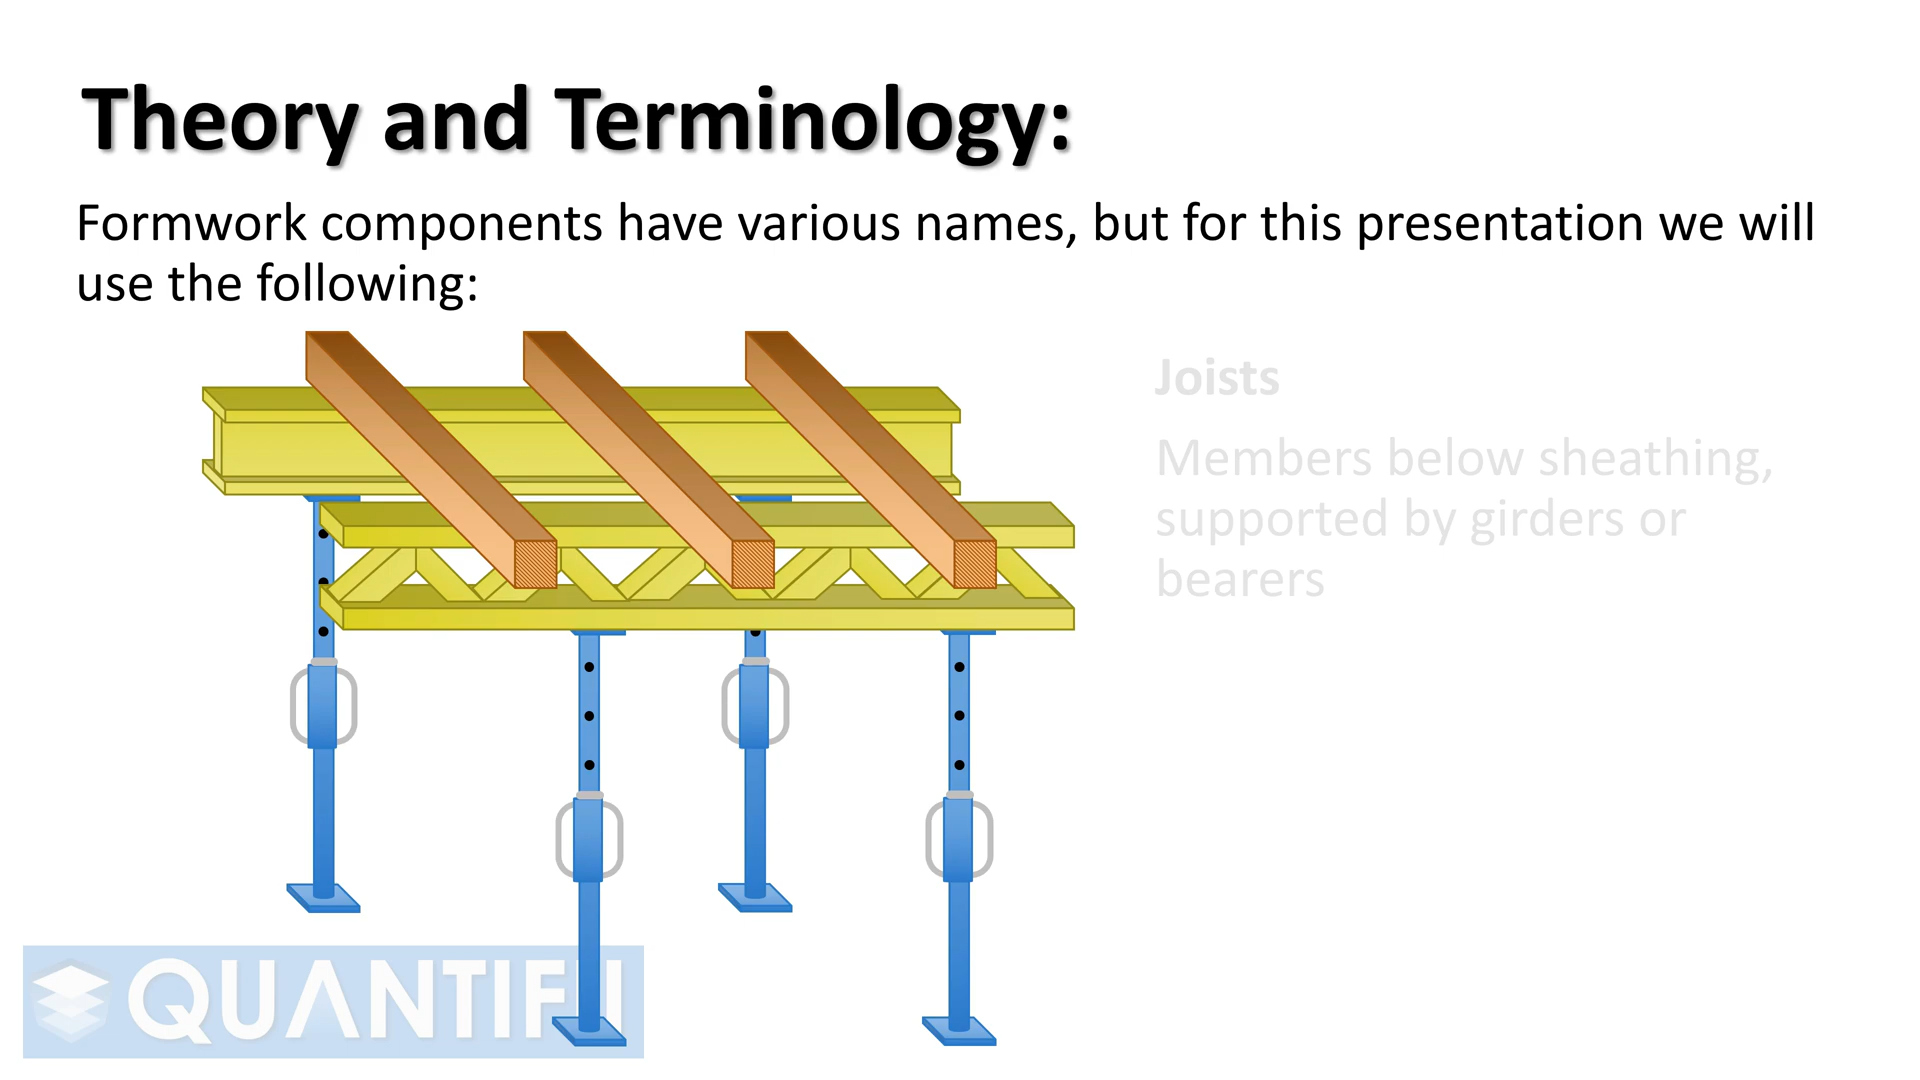 Theory and Terminology:
Formwork components have various names, but for this presentation we will
use the following:
Joists
Members below sheathing,
supported by girders or
bearers